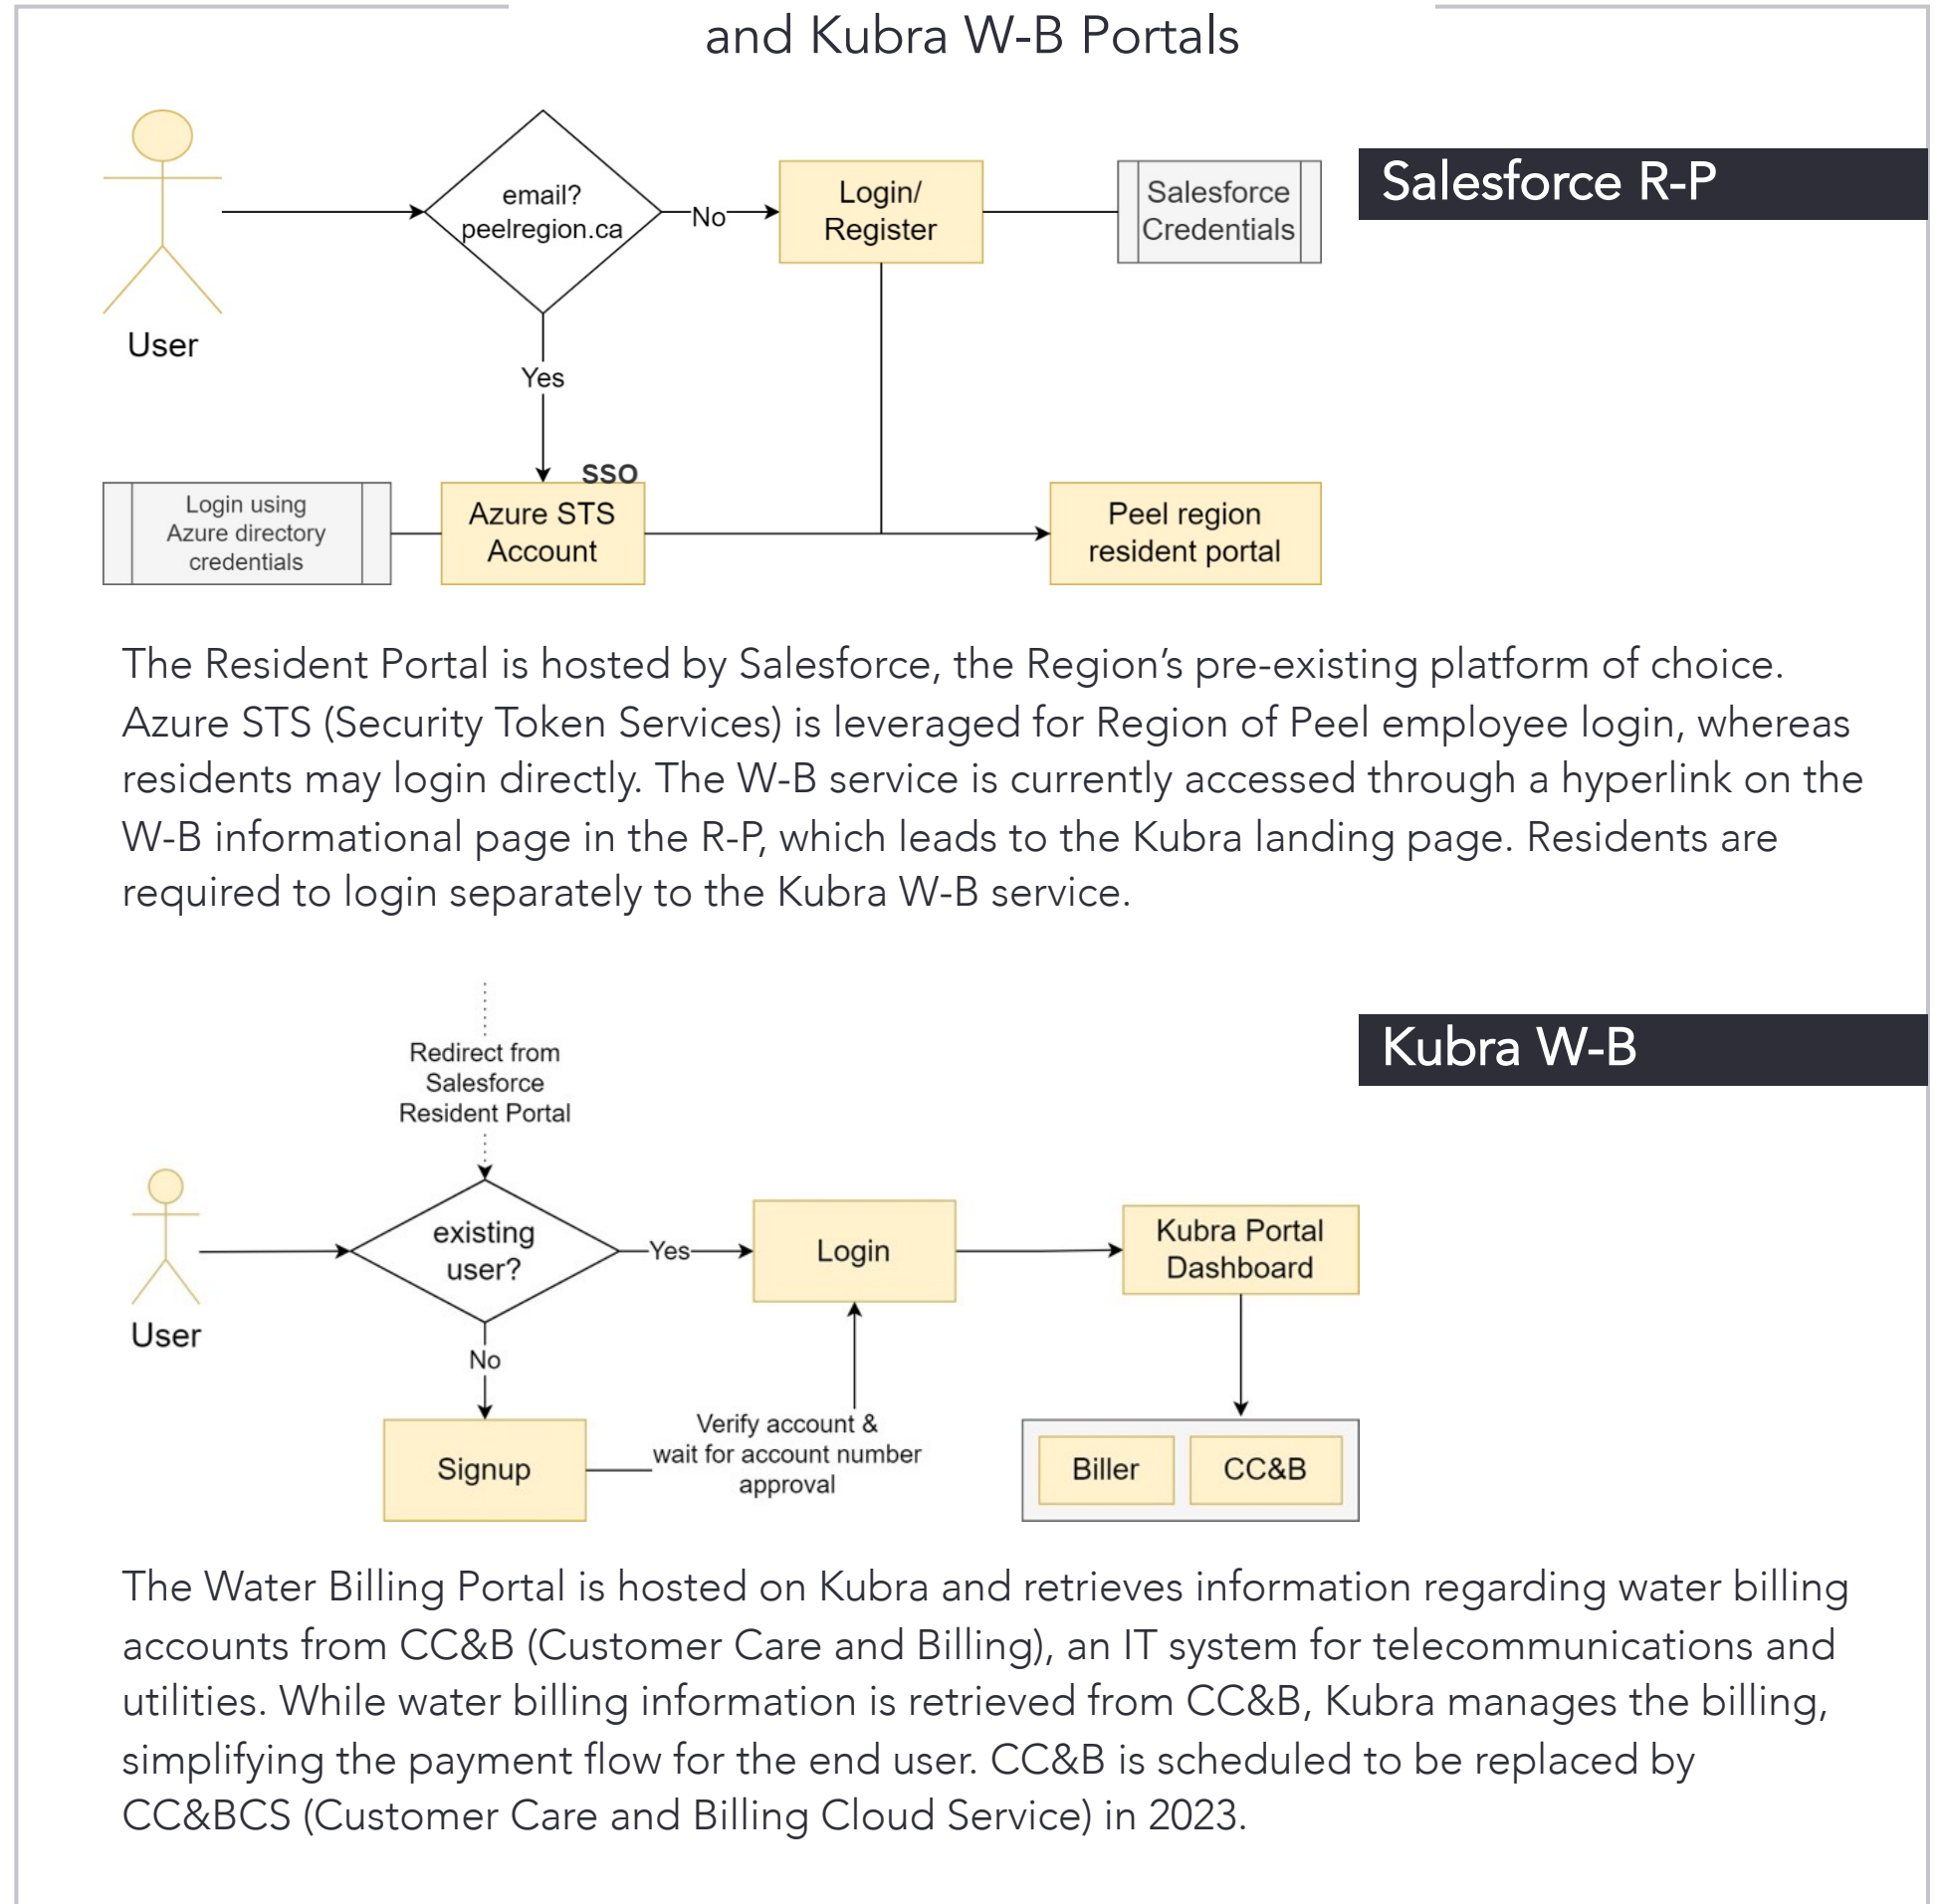 and Kubra W-B Portals
Salesforce R-P
User
email?
peelregion.ca
No
Login/
Register
Salesforce
Credentials
Yes
SSO
Login using
Azure directory
credentials
Azure STS
Account
Peel region
resident portal
The Resident Portal is hosted by Salesforce, the Region’s pre-existing platform of choice.
Azure STS (Security Token Services) is leveraged for Region of Peel employee login, whereas
residents may login directly. The W-B service is currently accessed through a hyperlink on the
W-B informational page in the R-P, which leads to the Kubra landing page. Residents are
required to login separately to the Kubra W-B service.
Kubra W-B
Redirect from
Salesforce
Resident Portal
User
existing
user?
Yes
Login
Kubra Portal
Dashboard
No
Signup
Verify account &
wait for account number
approval
Biller
CC&B
The Water Billing Portal is hosted on Kubra and retrieves information regarding water billing
accounts from CC&B (Customer Care and Billing), an IT system for telecommunications and
utilities. While water billing information is retrieved from CC&B, Kubra manages the billing,
simplifying the payment flow for the end user. CC&B is scheduled to be replaced by
CC&BCS (Customer Care and Billing Cloud Service) in 2023.